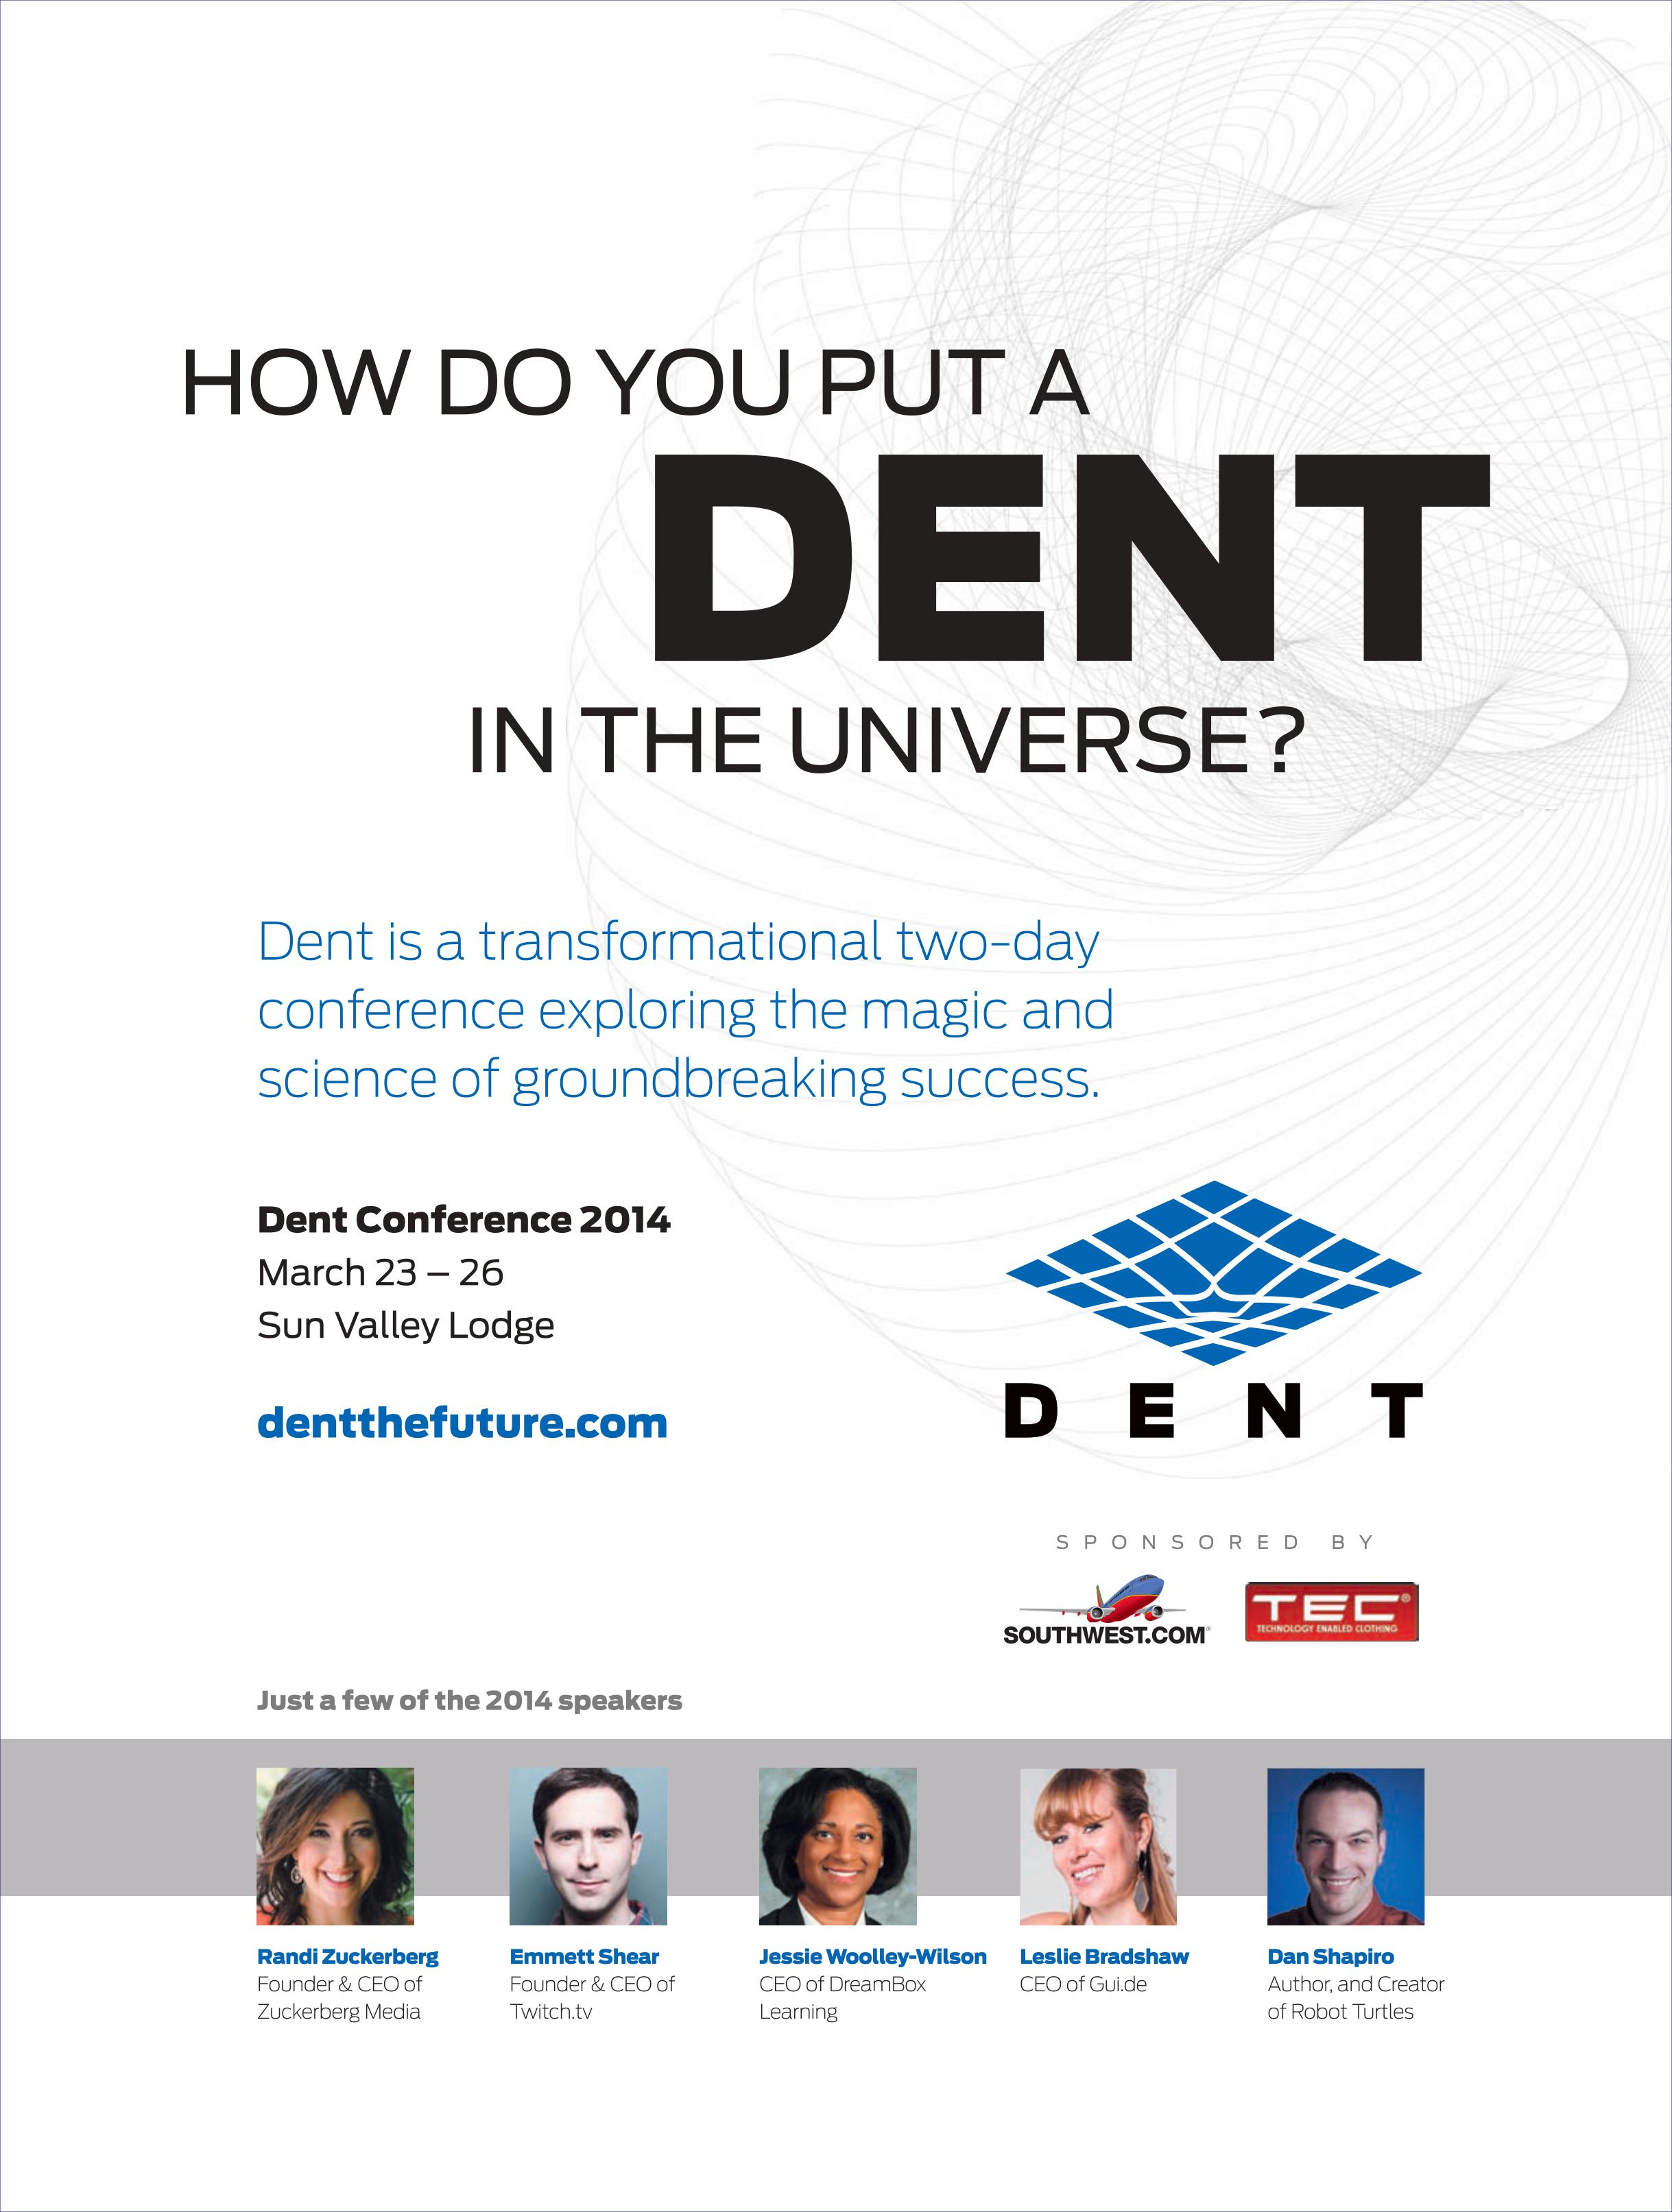 HOW DO YOU PUT A
DENT
IN THE UNIVERSE?
Dent is a transformational two-day
conference exploring the magic and
science of groundbreaking success.
Dent Conference 2014
March 23 – 26
Sun Valley Lodge
dentthefuture.com
DENT
SPONSORED BY
SOUTHWEST.COM®
TEC®
TECHNOLOGY ENABLED CLOTHING
Just a few of the 2014 speakers
Randi Zuckerberg
Founder & CEO of
Zuckerberg Media
Emmett Shear
Founder & CEO of
Twitch.tv
Jessie Woolley-Wilson
CEO of DreamBox
Learning
Leslie Bradshaw
CEO of Gui.de
Dan Shapiro
Author, and Creator
of Robot Turtles